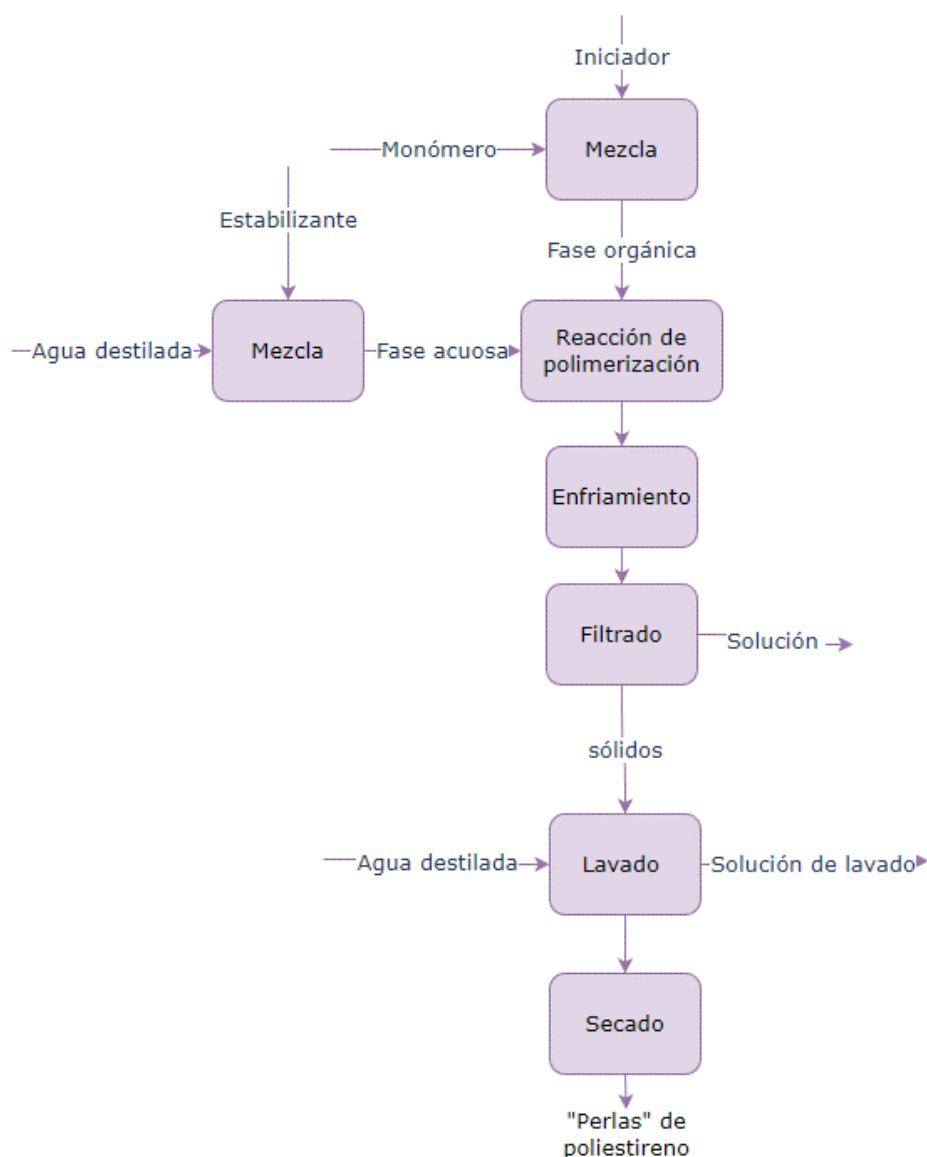 Iniciador
Monómero
Mezcla
Estabilizante
Fase orgánica
Agua destilada
Mezcla
Fase acuosa
Reacción de
polimerización
Enfriamiento
Filtrado
Solución
sólidos
Agua destilada
Lavado
Solución de lavado
Secado
"Perlas" de
poliestireno